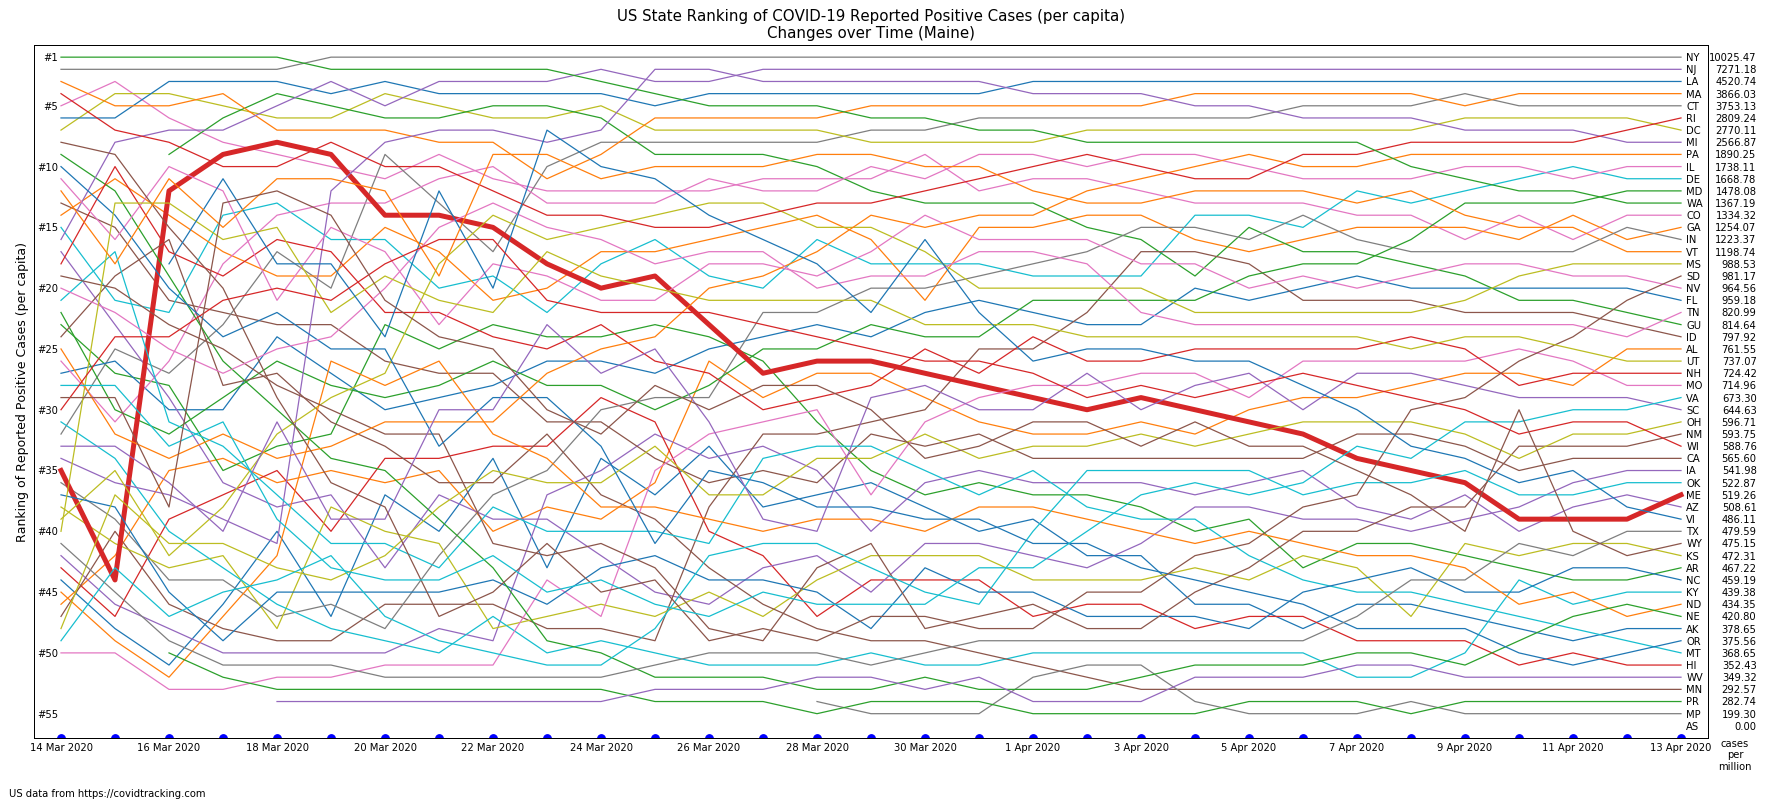 US State Ranking of COVID-19 Reported Positive Cases (per capita)
Changes over Time (Maine)
Ranking of Reported Positive Cases (per capita)
#1
#5
#10
#15
#20
#25
#30
#35
#40
#45
#50
#55
NY 10025.47
NJ 7271.18
LA 4520.74
MA 3866.03
CT 3753.13
RI 2809.24
DC 2770.11
MI 2566.87
PA 1890.25
IL 1738.11
DE 1668.78
MD 1478.08
WA 1367.19
CO 1334.32
GA 1254.07
IN 1223.37
VT 1198.74
MS 988.53
SD 981.17
NV 964.56
FL 959.18
TN 820.99
GU 814.64
ID 797.92
AL 761.55
UT 737.07
NH 724.42
MO 714.96
VA 673.30
SC 644.63
OH 596.71
NM 593.75
WI 588.76
CA 565.60
IA 541.98
OK 522.87
ME 519.26
AZ 508.61
VI 486.11
TX 479.59
WY 475.15
KS 472.31
AR 467.22
NC 459.19
KY 439.38
ND 434.35
NE 420.80
AK 378.65
OR 375.56
MT 368.65
HI 352.43
WV 349.32
MN 292.57
PR 282.74
MP 199.30
AS 0.00
14 Mar 2020 16 Mar 2020 18 Mar 2020 20 Mar 2020 22 Mar 2020 24 Mar 2020 26 Mar 2020 28 Mar 2020 30 Mar 2020 1 Apr 2020 3 Apr 2020 5 Apr 2020 7 Apr 2020 9 Apr 2020 11 Apr 2020 13 Apr 2020
cases
per
million
US data from https://covidtracking.com